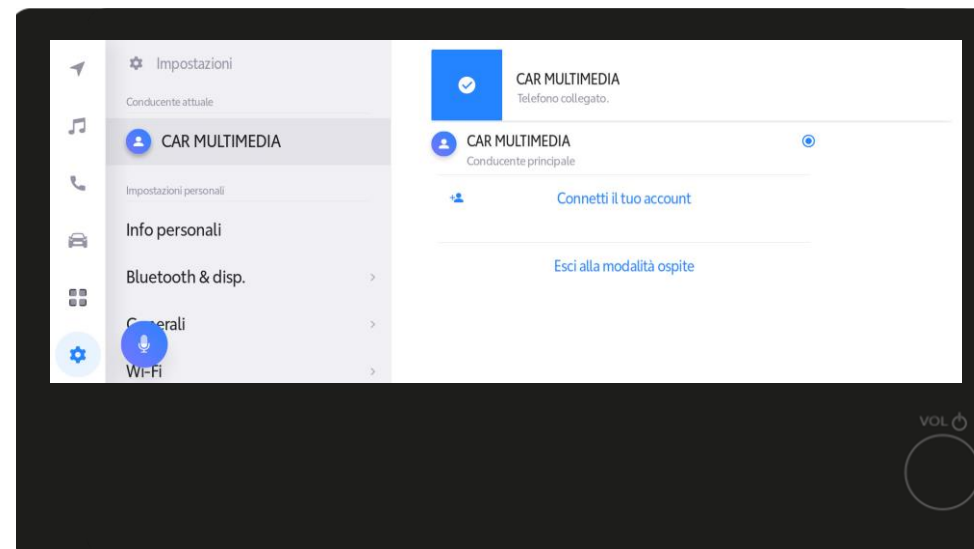 Impostazioni
Conducente attuale
CAR MULTIMEDIA
Impostazioni personali
Info personali
Bluetooth & disp.
Generali
Wi-Fi
CAR MULTIMEDIA
Telefono collegato.
CAR MULTIMEDIA
Conducente principale
Connetti il tuo account
Esci alla modalità ospite
VOL